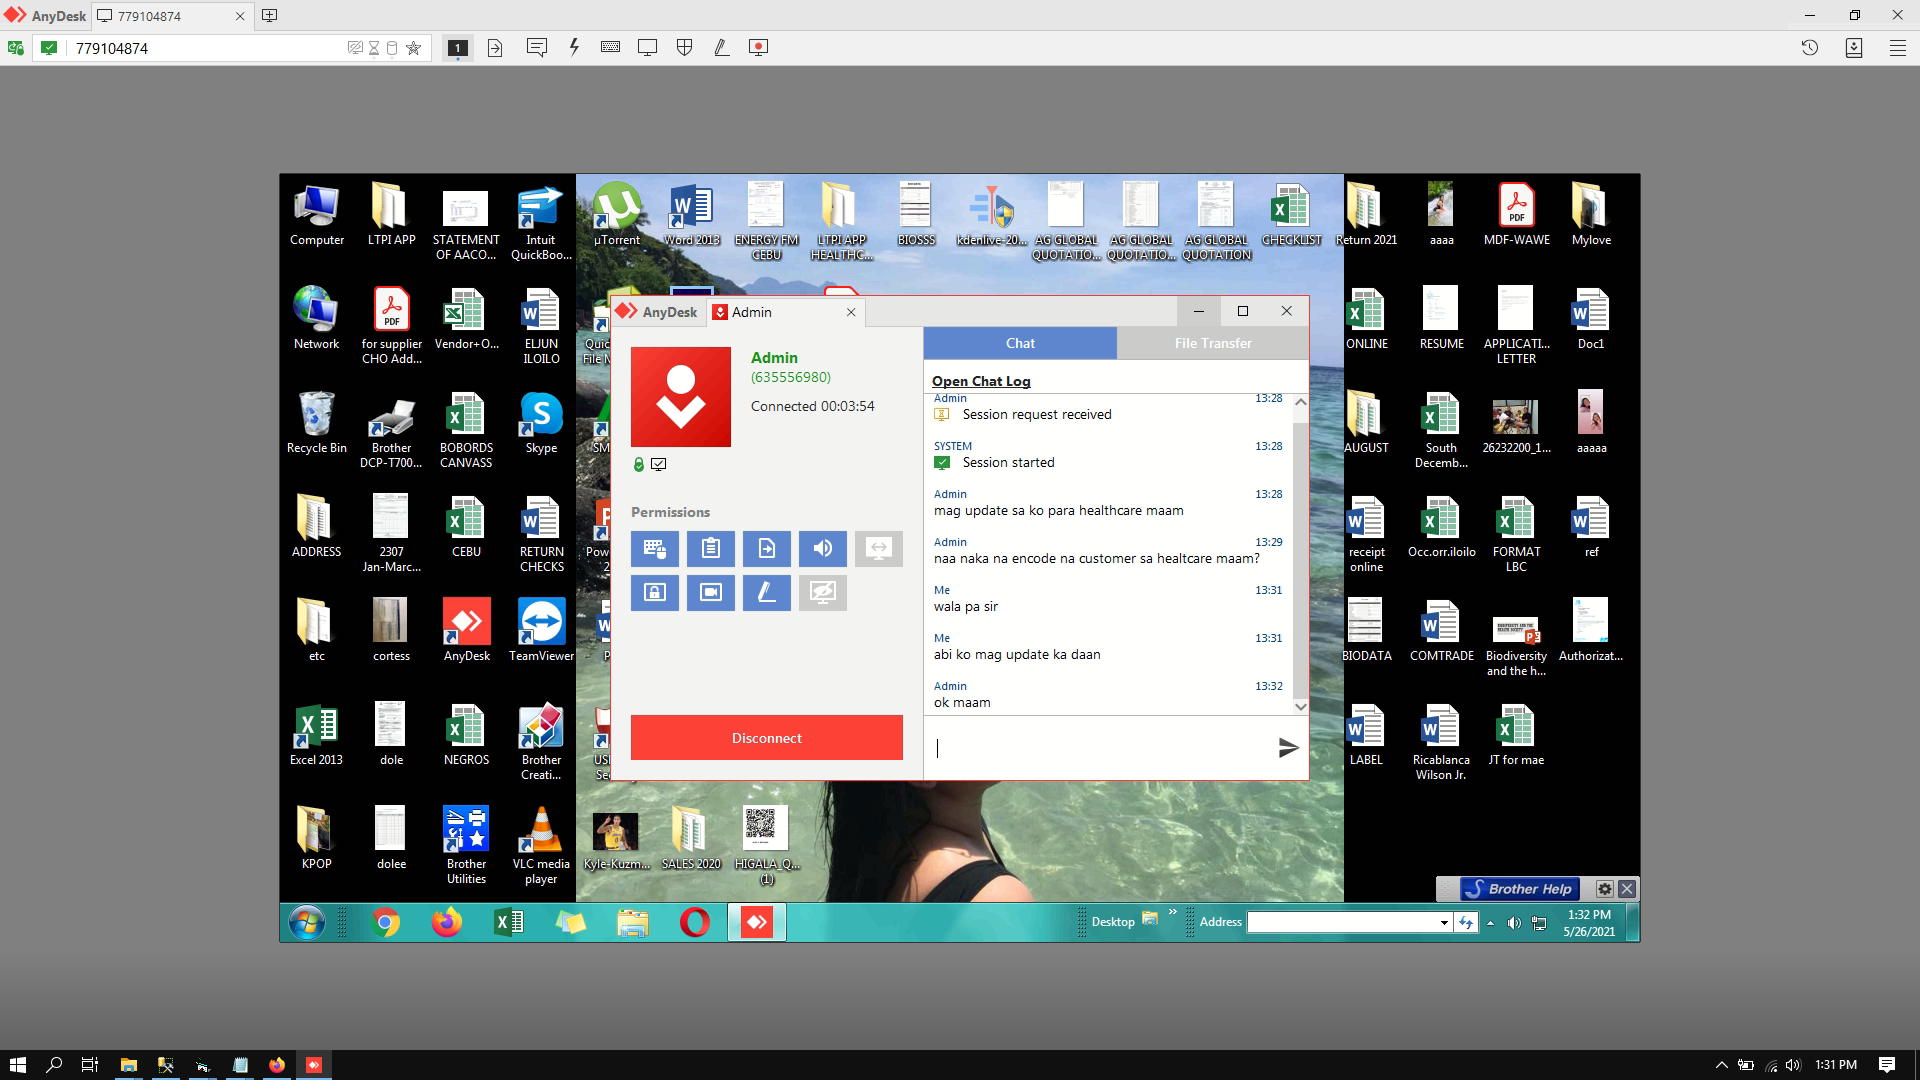 AnyDesk
779104874
779104874
1
Computer
LTPI APP
STATEMENT
OF AACO...
Intuit
QuickBoo...
µTorrent
Word 2013
ENERGY FM
CEBU
LTPI APP
HEALTHC...
BIOSSS
kdenlive-20...
AG GLOBAL
QUOTATIO...
AG GLOBAL
QUOTATIO...
AG GLOBAL
QUOTATION
CHECKLIST
Return 2021
aaaa
MDF-WAWE
Mylove
Network
for supplier
CHO Add...
Vendor+O...
ELJUN
ILOILO
Quic
File M
AnyDesk
Admin
ONLINE
RESUME
APPLICATI...
LETTER
Doc1
Admin
(635556980)
Connected 00:03:54
Permissions
Disconnect
Chat
File Transfer
Open Chat Log
Admin 13:28
Session request received
SYSTEM 13:28
Session started
Admin 13:28
mag update sa ko para healthcare maam
Admin 13:29
naa naka na encode na customer sa healtcare maam?
Me 13:31
wala pa sir
Me 13:31
abi ko mag update ka daan
Admin 13:32
ok maam
Recycle Bin
Brother
DCP-T700...
BOBORDS
CANVASS
Skype
SM
AUGUST
South
Decemb...
26232200_1...
aaaaa
ADDRESS
2307
Jan-Marc...
CEBU
RETURN
CHECKS
Pow
2
receipt
online
Occ.orr.iloilo
FORMAT
LBC
ref
etc
cortess
AnyDesk
TeamViewer
P
BIODATA
COMTRADE
Biodiversity
and the h...
Authorizat...
Excel 2013
dole
NEGROS
Brother
Creati...
US
Se
LABEL
Ricablanca
Wilson Jr.
JT for mae
KPOP
dolee
Brother
Utilities
VLC media
player
Kyle-Kuzm...
SALES 2020
HIGALA_Q...
(1)
Brother Help
Desktop
Address
1:32 PM
5/26/2021
1:31 PM